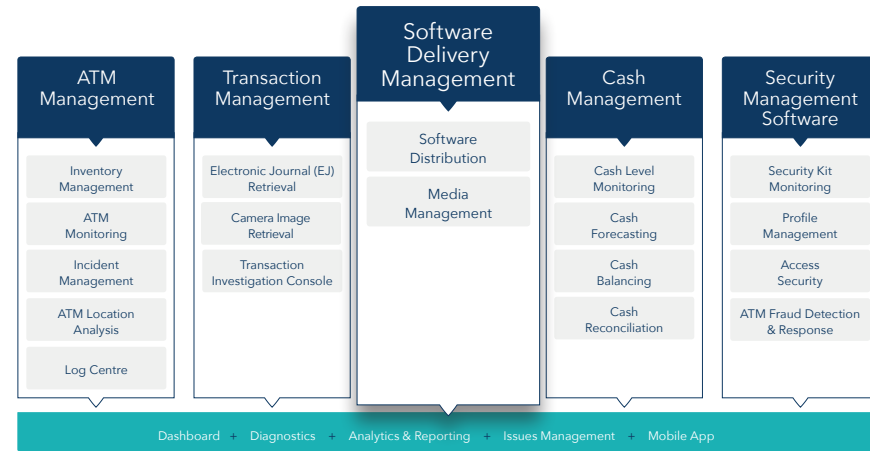 ATM
Management
Inventory
Management
ATM
Monitoring
Incident
Management
ATM Location
Analysis
Log Centre
Transaction
Management
Electronic Journal (EJ)
Retrieval
Camera Image
Retrieval
Transaction
Investigation Console
Software
Delivery
Management
Software
Distribution
Media
Management
Cash
Management
Cash Level
Monitoring
Cash
Forecasting
Cash
Balancing
Cash
Reconciliation
Security
Management
Software
Security Kit
Monitoring
Profile
Management
Access
Security
ATM Fraud Detection
& Response
Dashboard + Diagnostics + Analytics & Reporting + Issues Management + Mobile App